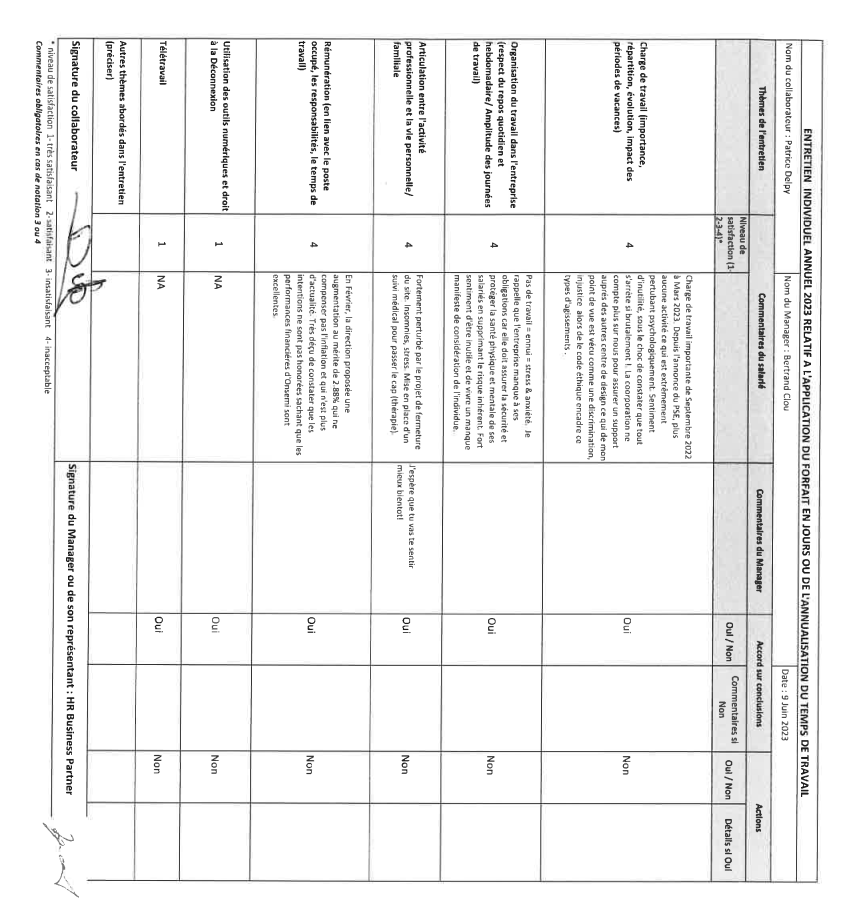 ENTRETIEN INDIVIDUEL ANNUEL 2023 RELATIF A L'APPLICATION DU FORFAIT EN JOURS OU DE L'ANNUALISATION DU TEMPS DE TRAVAIL
Nom du collaborateur : Patrice Delpy
Nom du Manager : Bertrand Clou
Date : 9 Juin 2023
Thèmes de l'entretien
Commentaires du salarié
Commentaires du Manager
Accord sur conclusions
Actions
Niveau de
satisfaction (1-
2-3-4)*
Oui / Non
Commentaires si
Non
Oui / Non
Détails si Oui
Charge de travail (importance,
répartition, évolution, impact des
périodes de vacances)
4
Charge de travail importante de Septembre 2022
à Mars 2023. Depuis l'annonce du PSE, plus
aucune activité ce qui est extrêmement
pertubant psychologiquement. Sentiment
d'inutilité, sous le choc de constater que tout
s'arrête si brutalement !. La coorporation ne
compte plus sur nous pour assurer un support
auprès des autres centre de design ce qui de mon
point de vue est vécu comme une discrimination,
injustice alors de le code éthique encadre ce
types d'agissements .
Oui
Non
Organisation du travail dans l'entreprise
(respect du repos quotidien et
hebdomadaire/ Amplitude des journées
de travail)
4
Pas de travail = ennui = stress & anxiété. Je
rappelle que l'entreprise manque à ses
obligations car elle doit assurer la sécurité et
protéger la santé physique et mentale de ses
salariés en supprimant le risque inhérent. Fort
sentiment d'être inutile et de vivre un manque
manifeste de considération de l'individue.
Oui
Non
Articulation entre l'activité
professionnelle et la vie personnelle/
familiale
4
Fortement perturbé par le projet de fermeture
du site. Insomnies, stress. Mise en place d'un
suivi médical pour passer le cap (thérapie).
J'espère que tu vas te sentir
mieux bientot!
Oui
Non
Rémunération (en lien avec le poste
occupé, les responsabilités, le temps de
travail)
4
En Février, la direction proposée une
augmentation au mérite de 2.88% qui ne
compense pas l'inflation et qui n'est plus
d'actualité. Très déçu de constater que les
intentions ne sont pas honorées sachant que les
performances financières d'Onsemi sont
excellentes.
Oui
Non
Utilisation des outils numériques et droit
à la Déconnexion
1
NA
Oui
Non
Télétravail
1
NA
Oui
Non
Autres thèmes abordés dans l'entretien
(préciser)
Signature du collaborateur
Signature du Manager ou de son représentant : HR Business Partner
* niveau de satisfaction 1- très satisfaisant 2-satisfaisant 3- insatisfaisant 4- inacceptable
Commentaires obligatoires en cas de notation 3 ou 4